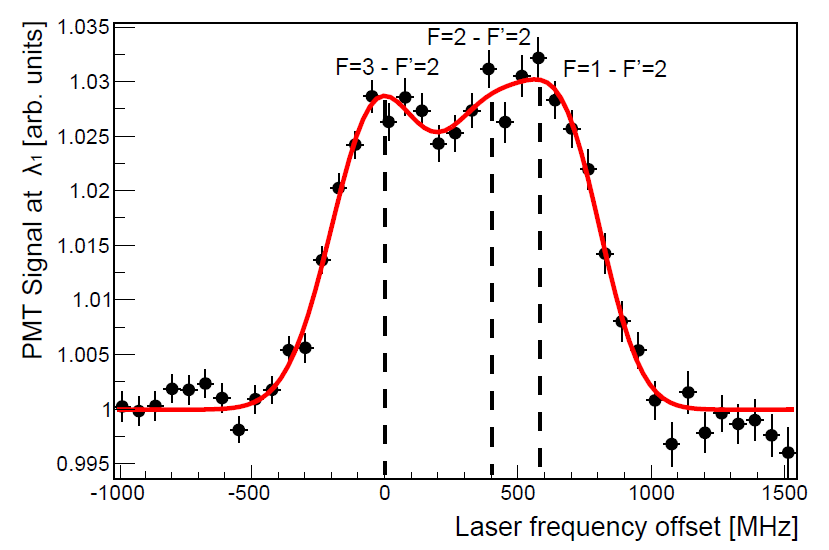 PMT Signal at λ₁ [arb. units]
1.035
1.03
1.025
1.02
1.015
1.01
1.005
1
0.995
F=3 - F'=2
F=2 - F'=2
F=1 - F'=2
-1000 -500 0 500 1000 1500
Laser frequency offset [MHz]